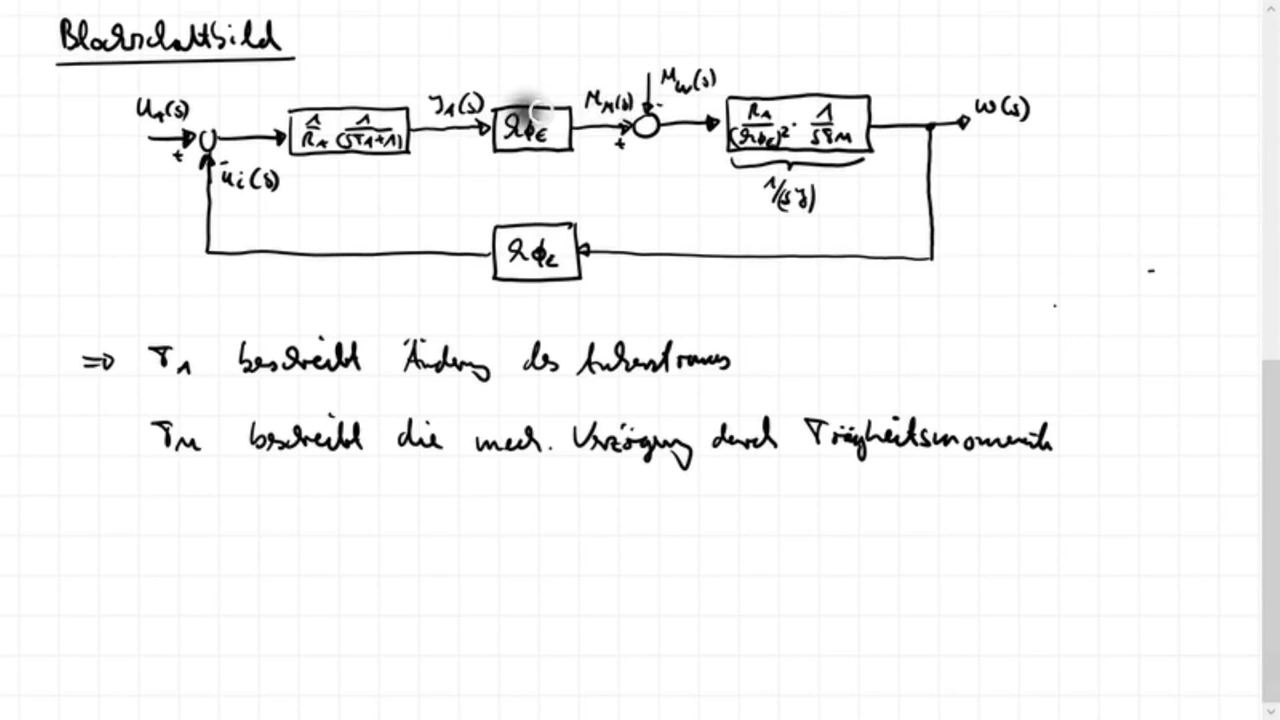 Blockschaltbild
U_A(s) I_A(s) M_M(s) M_W(s) ω(s)
+ 1/R_A 1/(sT_A+1) kϕ_E + - R_A/(kϕ_E)² · 1/(sT_M)
- U_i(s) 1/(sJ)
kϕ_E
=> T_A beschreibt Änderung des Ankerstromes
T_M beschreibt die mech. Verzögerung durch Trägheitsmomente